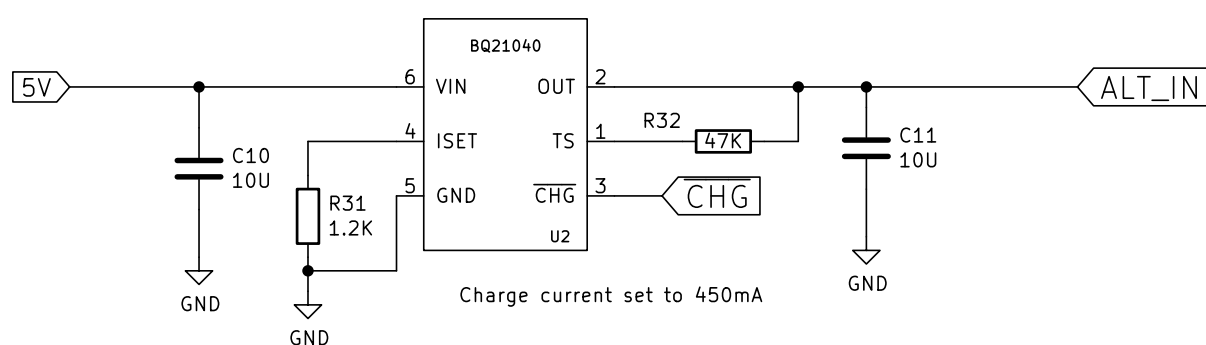 BQ21040
5V
6
VIN
OUT
2
ALT_IN
4
ISET
TS
1
R32
47K
C10
10U
C11
10U
5
GND
CHG
3
CHG
R31
1.2K
U2
GND
GND
Charge current set to 450mA
GND